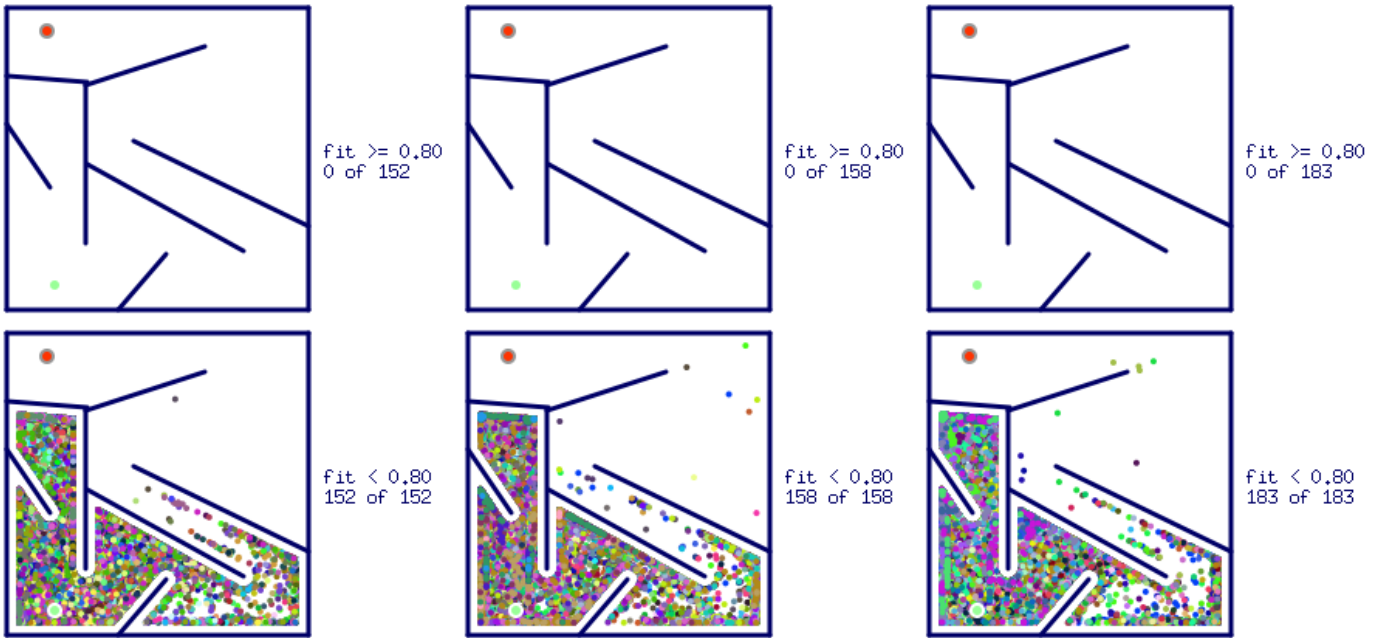 fit >= 0.80
0 of 152
fit >= 0.80
0 of 158
fit >= 0.80
0 of 183
fit < 0.80
152 of 152
fit < 0.80
158 of 158
fit < 0.80
183 of 183